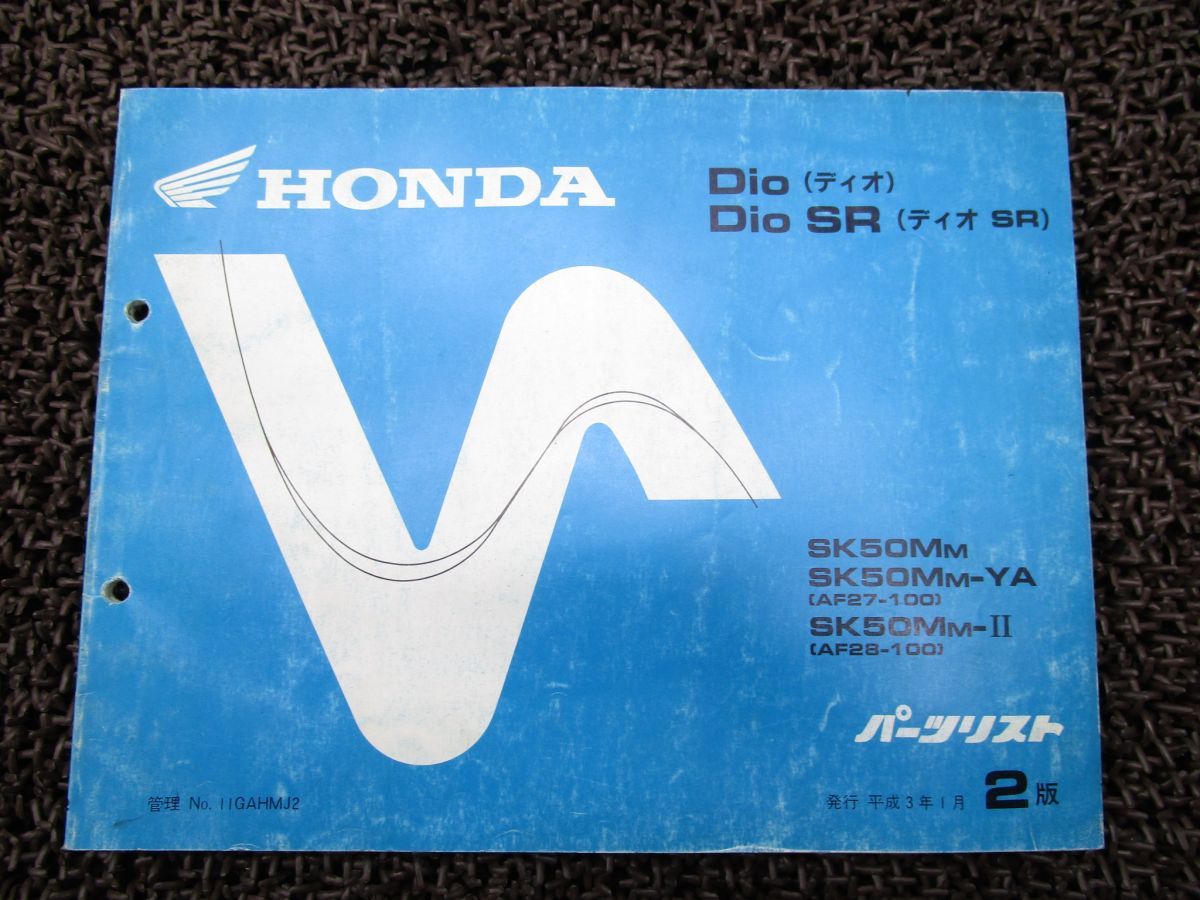 HONDA
Dio (ディオ)
Dio SR (ディオ SR)
SK50MM
SK50MM-YA
(AF27-100)
SK50MM-II
(AF28-100)
パーツリスト
管理 No. 11GAHMJ2
発行 平成3年1月 2版